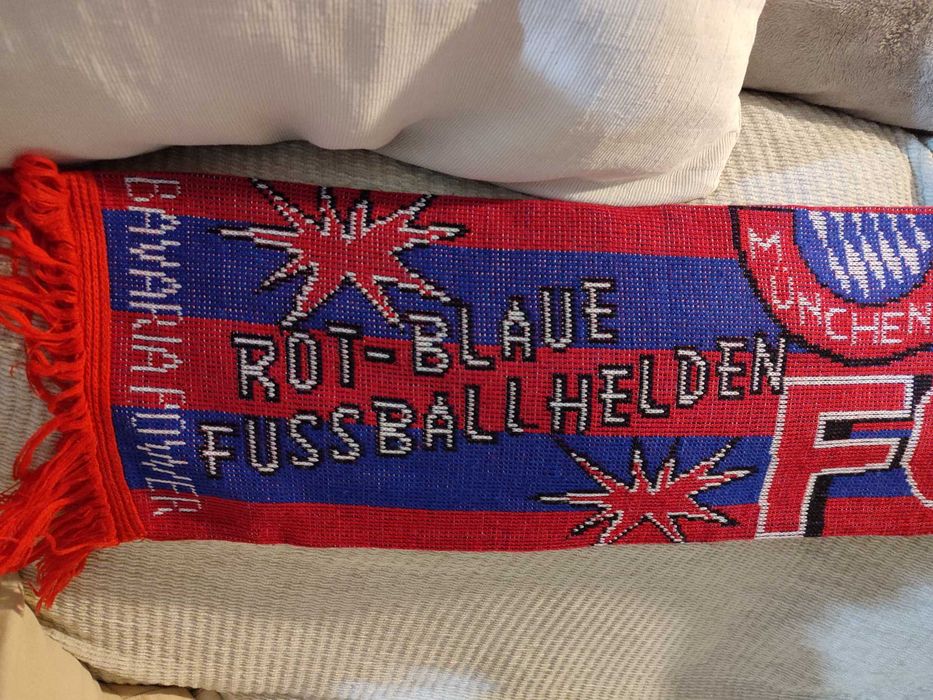 BAVARIA POWER
ROT-BLAUE
FUSSBALLHELDEN
MÜNCHEN
F